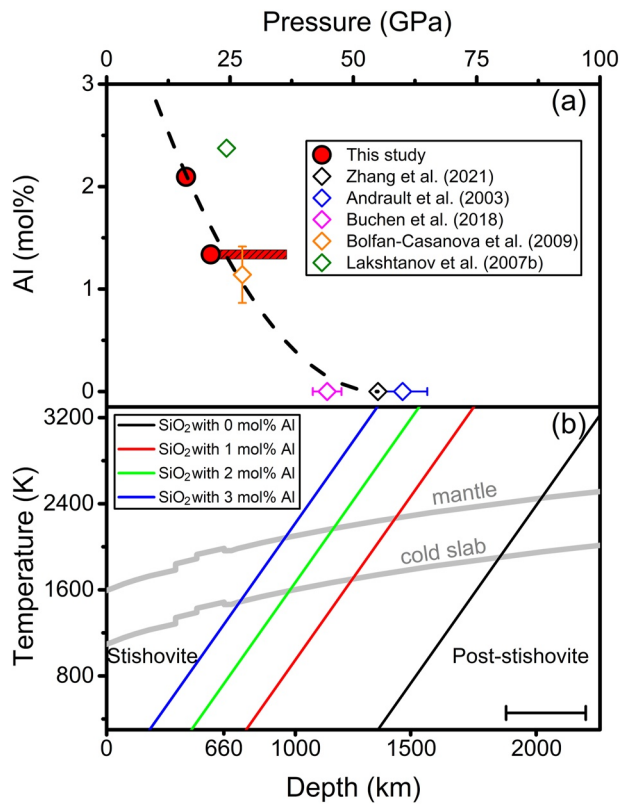 Pressure (GPa)
0 25 50 75 100
(a)
3
2
1
0
Al (mol%)
This study
Zhang et al. (2021)
Andrault et al. (2003)
Buchen et al. (2018)
Bolfan-Casanova et al. (2009)
Lakshtanov et al. (2007b)
(b)
3200
2400
1600
800
Temperature (K)
SiO2 with 0 mol% Al
SiO2 with 1 mol% Al
SiO2 with 2 mol% Al
SiO2 with 3 mol% Al
mantle
cold slab
Stishovite
Post-stishovite
0 660 1000 1500 2000
Depth (km)